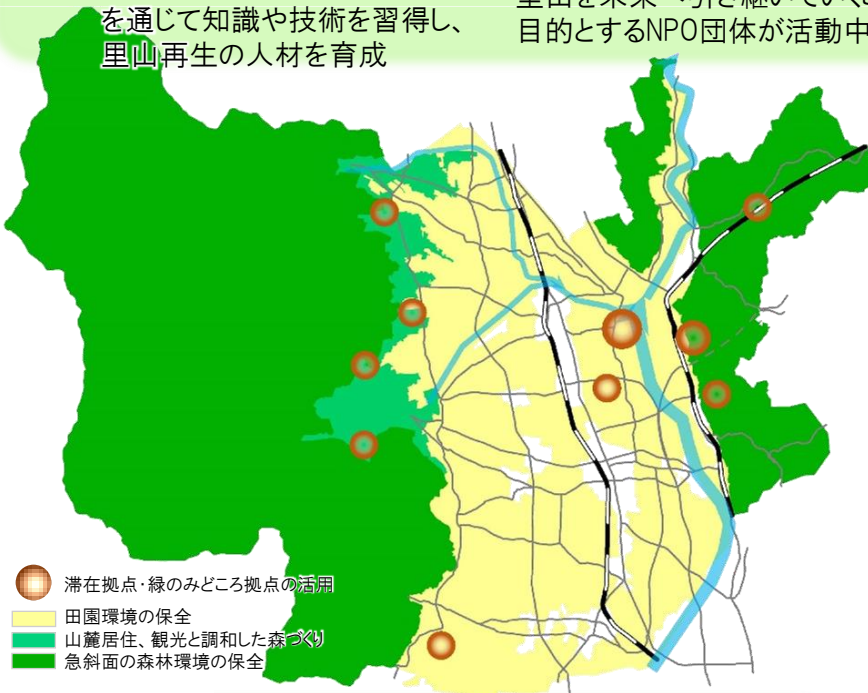 を通じて知識や技術を習得し、
里山再生の人材を育成
目的とするNPO団体が活動中
滞在拠点・緑のみどころ拠点の活用
田園環境の保全
山麓居住、観光と調和した森づくり
急斜面の森林環境の保全